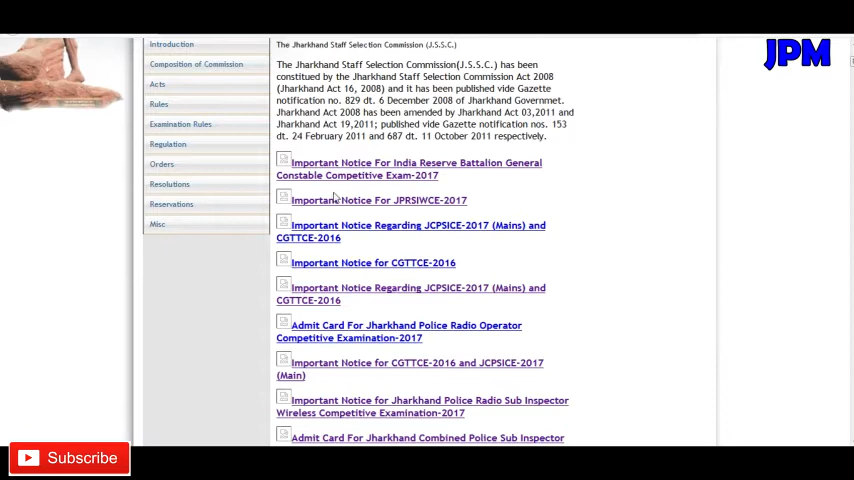 JPM
Introduction
Composition of Commission
Acts
Rules
Examination Rules
Regulation
Orders
Resolutions
Reservations
Misc
The Jharkhand Staff Selection Commission (J.S.S.C.)
The Jharkhand Staff Selection Commission(J.S.S.C.) has been
constitued by the Jharkhand Staff Selection Commission Act 2008
(Jharkhand Act 16, 2008) and it has been published vide Gazette
notification no. 829 dt. 6 December 2008 of Jharkhand Governmet.
Jharkhand Act 2008 has been amended by Jharkhand Act 03,2011 and
Jharkhand Act 19,2011; published vide Gazette notification nos. 153
dt. 24 February 2011 and 687 dt. 11 October 2011 respectively.
Important Notice For India Reserve Battalion General
Constable Competitive Exam-2017
Important Notice For JPRSIWCE-2017
Important Notice Regarding JCPSICE-2017 (Mains) and
CGTTCE-2016
Important Notice for CGTTCE-2016
Important Notice Regarding JCPSICE-2017 (Mains) and
CGTTCE-2016
Admit Card For Jharkhand Police Radio Operator
Competitive Examination-2017
Important Notice for CGTTCE-2016 and JCPSICE-2017
(Main)
Important Notice for Jharkhand Police Radio Sub Inspector
Wireless Competitive Examination-2017
Admit Card For Jharkhand Combined Police Sub Inspector
Subscribe